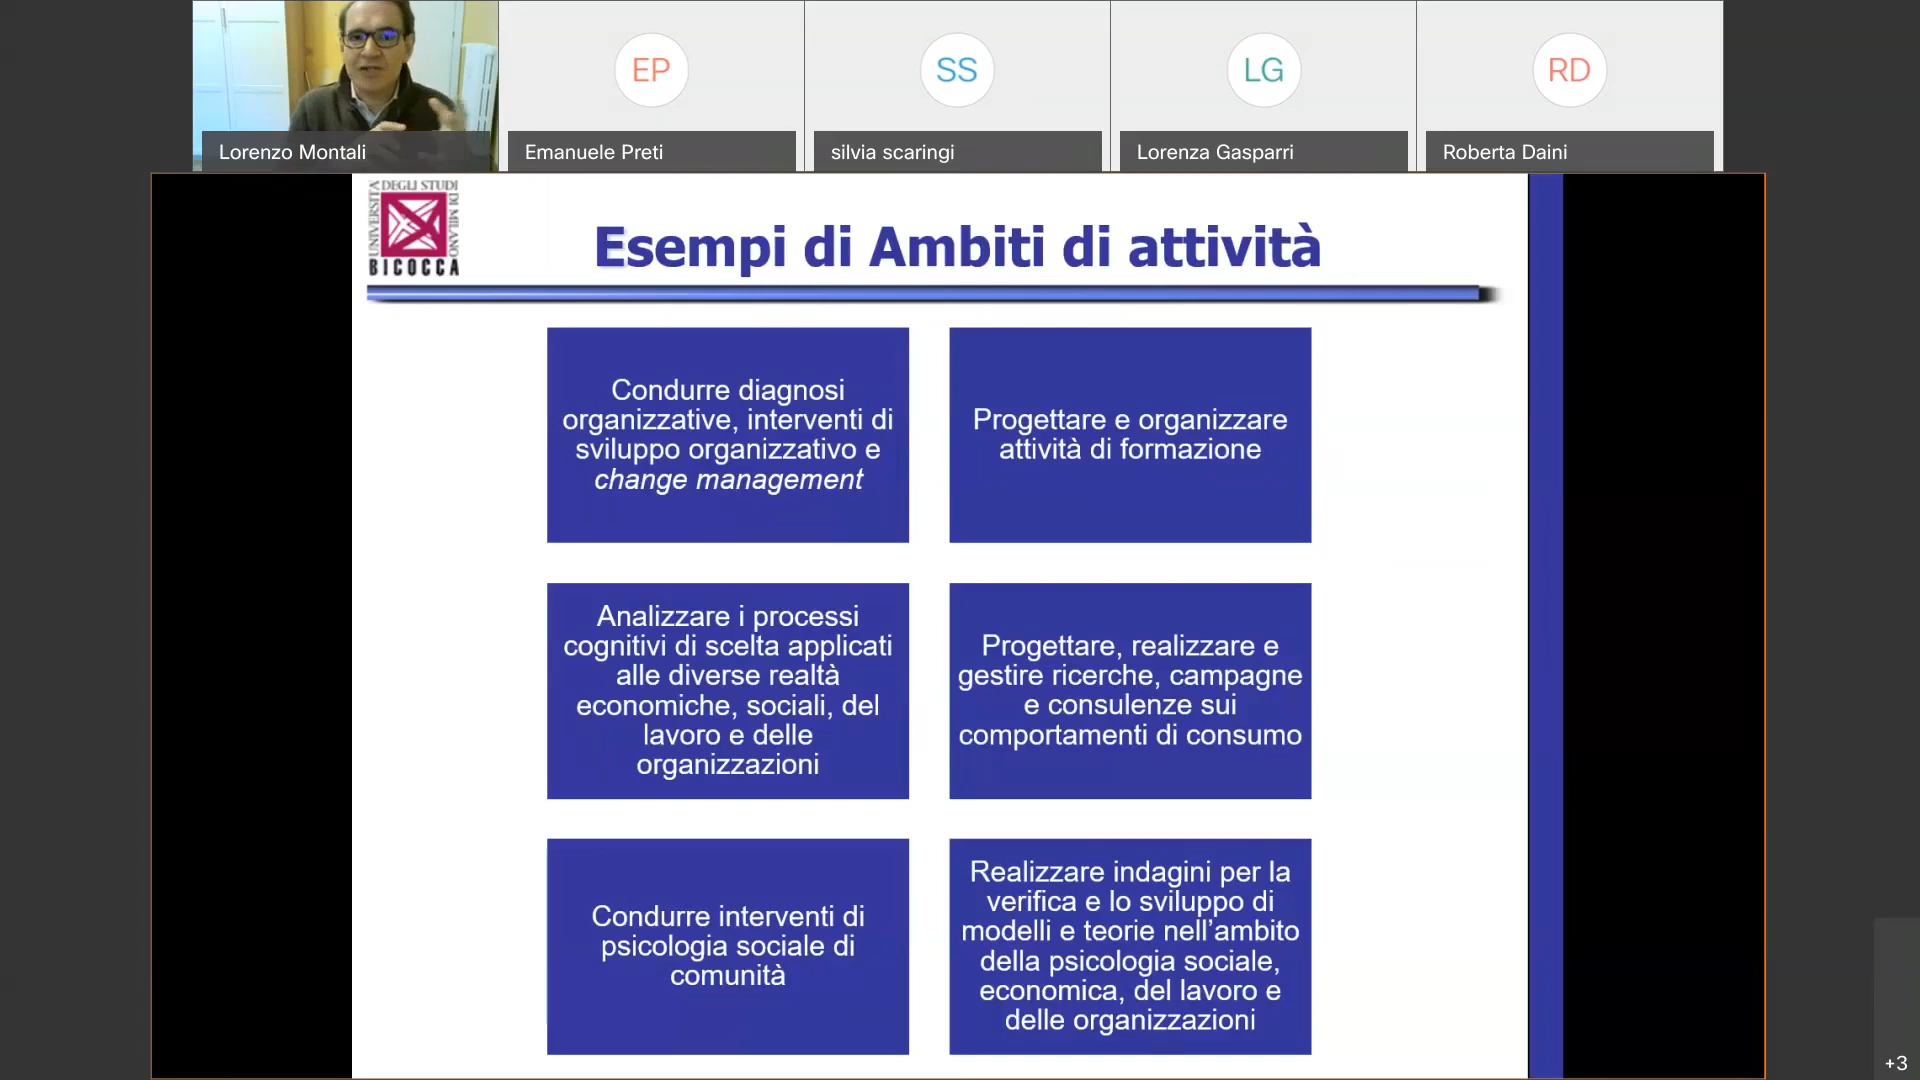 EP
SS
LG
RD
Lorenzo Montali
Emanuele Preti
silvia scaringi
Lorenza Gasparri
Roberta Daini
UNIVERSITÀ
DEGLI STUDI
DI MILANO
BICOCCA
Esempi di Ambiti di attività
Condurre diagnosi
organizzative, interventi di
sviluppo organizzativo e
change management
Progettare e organizzare
attività di formazione
Analizzare i processi
cognitivi di scelta applicati
alle diverse realtà
economiche, sociali, del
lavoro e delle
organizzazioni
Progettare, realizzare e
gestire ricerche, campagne
e consulenze sui
comportamenti di consumo
Condurre interventi di
psicologia sociale di
comunità
Realizzare indagini per la
verifica e lo sviluppo di
modelli e teorie nell’ambito
della psicologia sociale,
economica, del lavoro e
delle organizzazioni
+3